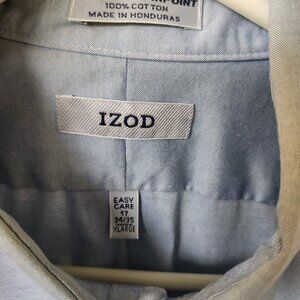 100% COTTON
MADE IN HONDURAS
IZOD
EASY
CARE
17
34/35
XLARGE